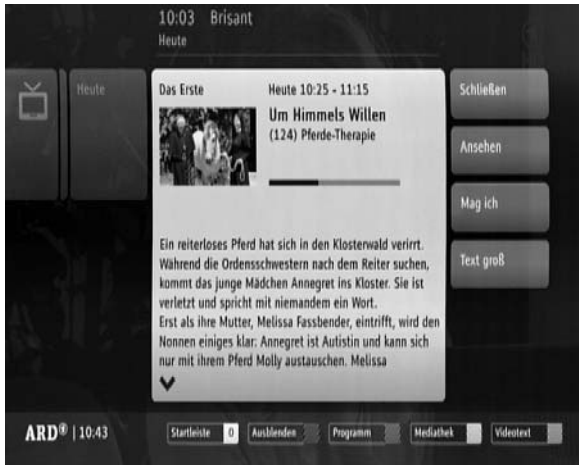 10:03 Brisant
Heute
Heute
Das Erste
Heute 10:25 - 11:15
Um Himmels Willen
(124) Pferde-Therapie
Ein reiterloses Pferd hat sich in den Klosterwald verirrt.
Während die Ordensschwestern nach dem Reiter suchen,
kommt das junge Mädchen Annegret ins Kloster. Sie ist
verletzt und spricht mit niemandem ein Wort.
Erst als ihre Mutter, Melissa Fassbender, eintrifft, wird den
Nonnen einiges klar: Annegret ist Autistin und kann sich
nur mit ihrem Pferd Molly austauschen. Melissa
Schließen
Ansehen
Mag ich
Text groß
ARD® | 10:43
Startleiste 0
Ausblenden
Programm
Mediathek
Videotext